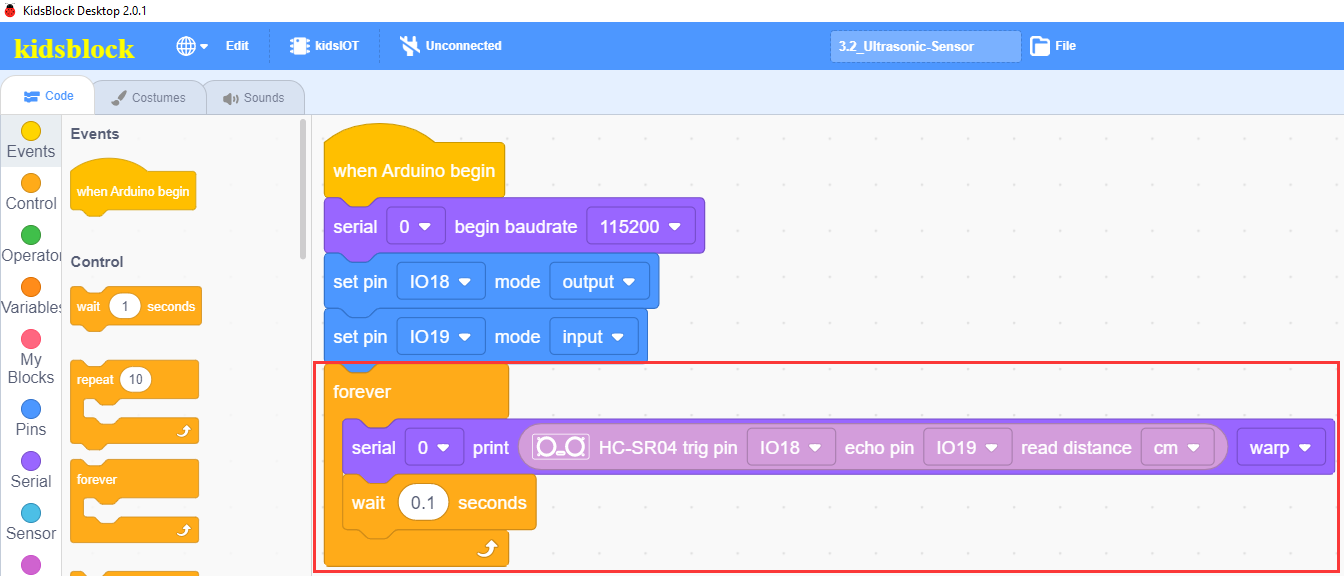 KidsBlock Desktop 2.0.1
kidsblock
Edit
kidsIOT
Unconnected
3.2_Ultrasonic-Sensor
File
Code
Costumes
Sounds
Events
Control
Operator
Variables
My
Blocks
Pins
Serial
Sensor
Events
when Arduino begin
Control
wait 1 seconds
repeat 10
forever
when Arduino begin
serial 0 begin baudrate 115200
set pin IO18 mode output
set pin IO19 mode input
forever
serial 0 print HC-SR04 trig pin IO18 echo pin IO19 read distance cm warp
wait 0.1 seconds